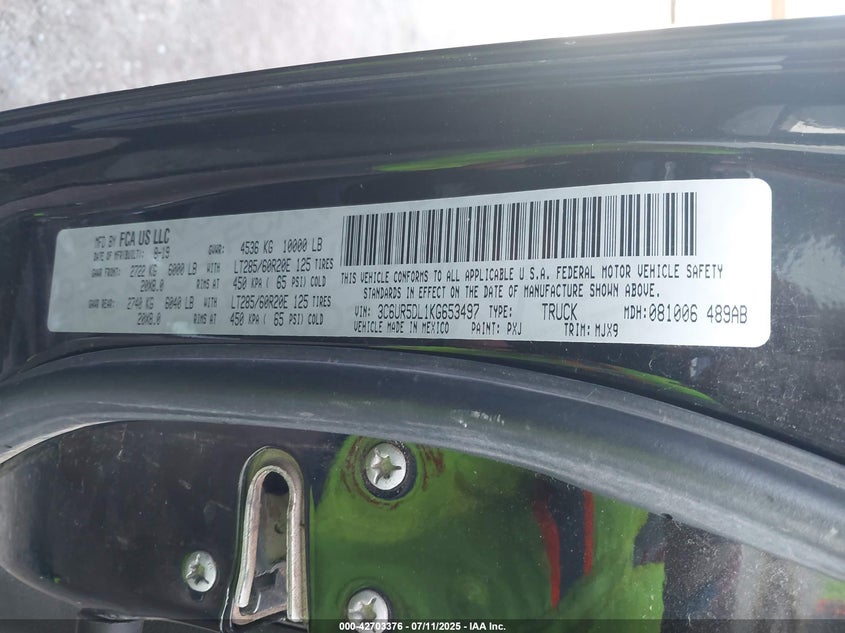 MFD BY FCA US LLC
DATE OF MFR/BUILT: 8-19 GVWR: 4536 KG 10000 LB
GAWR FRONT: 2722 KG 6000 LB WITH LT285/60R20E 125 TIRES
20X8.0 RIMS AT 450 KPA ( 65 PSI) COLD
GAWR REAR: 2740 KG 6040 LB WITH LT285/60R20E 125 TIRES
20X8.0 RIMS AT 450 KPA ( 65 PSI) COLD
THIS VEHICLE CONFORMS TO ALL APPLICABLE U.S.A. FEDERAL MOTOR VEHICLE SAFETY
STANDARDS IN EFFECT ON THE DATE OF MANUFACTURE SHOWN ABOVE.
VIN: 3C6UR5DL1KG653497 TYPE: TRUCK MDH: 081006 489AB
VEHICLE MADE IN MEXICO PAINT: PXJ TRIM: MJX9
000-42703376 - 07/11/2025 - IAA Inc.